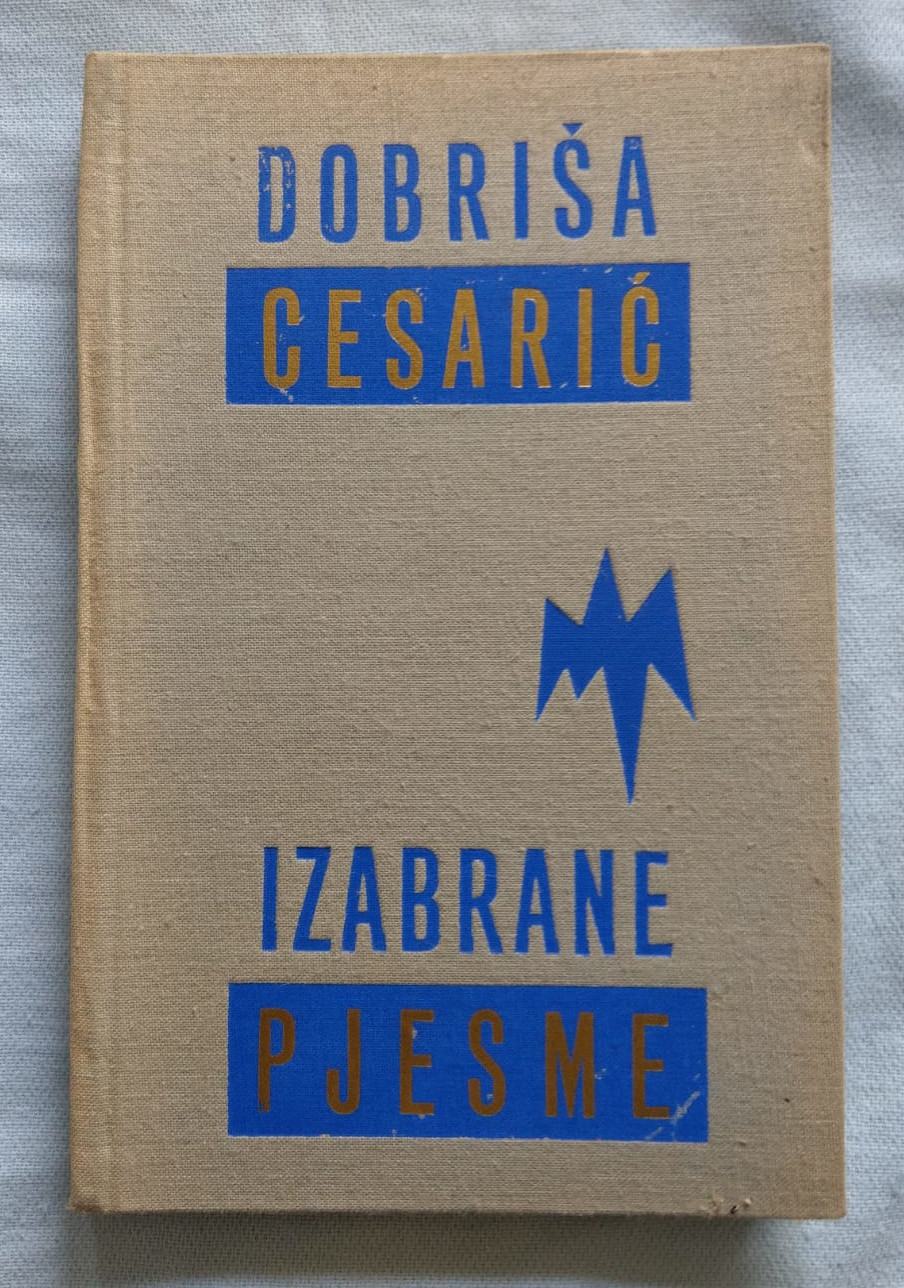 DOBRIŠA
CESARIĆ
IZABRANE
PJESME